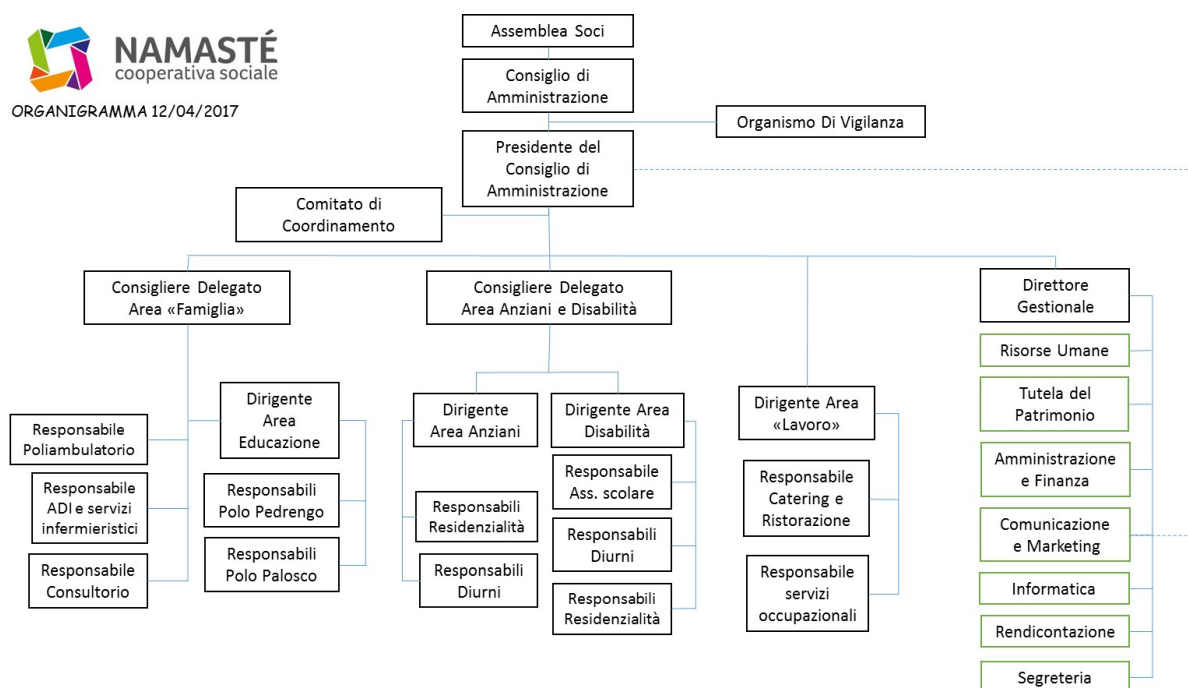 NAMASTÉ
cooperativa sociale
ORGANIGRAMMA 12/04/2017
Assemblea Soci
Consiglio di
Amministrazione
Organismo Di Vigilanza
Presidente del
Consiglio di
Amministrazione
Comitato di
Coordinamento
Consigliere Delegato
Area «Famiglia»
Consigliere Delegato
Area Anziani e Disabilità
Direttore
Gestionale
Responsabile
Poliambulatorio
Responsabile
ADI e servizi
infermieristici
Responsabile
Consultorio
Dirigente
Area
Educazione
Responsabili
Polo Pedrengo
Responsabili
Polo Palosco
Dirigente
Area Anziani
Responsabili
Residenzialità
Responsabili
Diurni
Dirigente Area
Disabilità
Responsabile
Ass. scolare
Responsabili
Diurni
Responsabili
Residenzialità
Dirigente Area
«Lavoro»
Responsabile
Catering e
Ristorazione
Responsabile
servizi
occupazionali
Risorse Umane
Tutela del
Patrimonio
Amministrazione
e Finanza
Comunicazione
e Marketing
Informatica
Rendicontazione
Segreteria